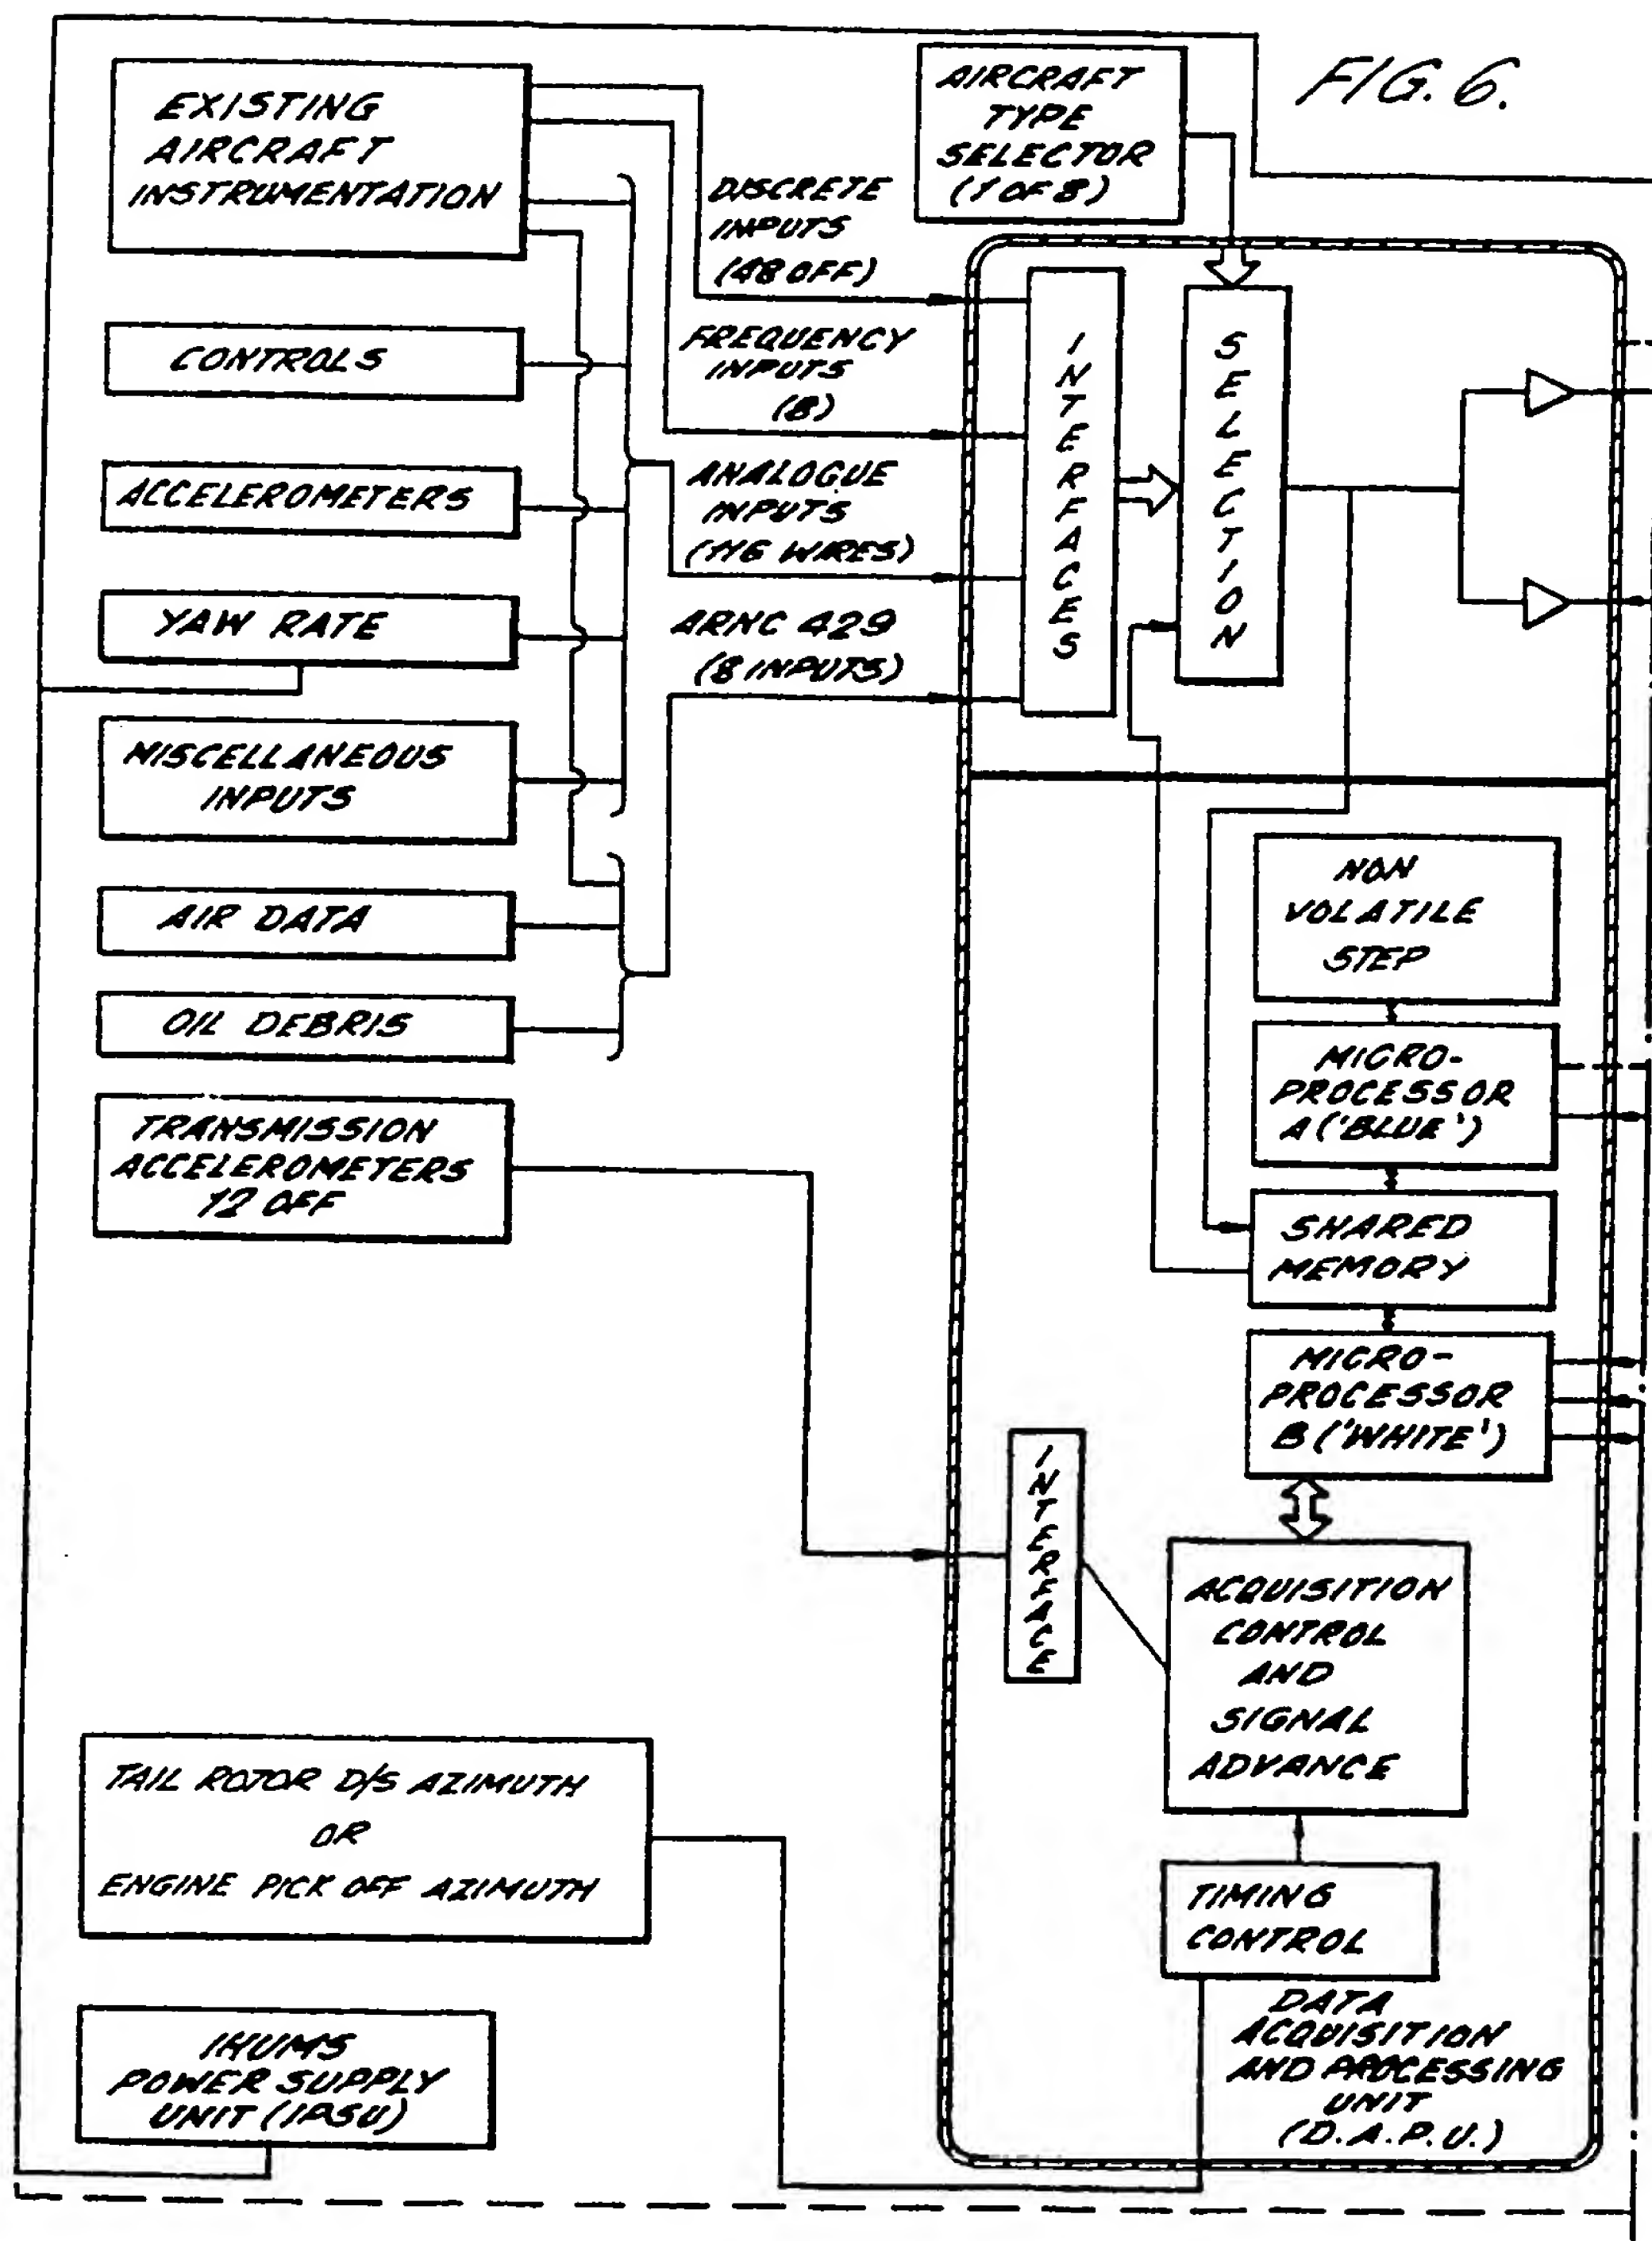 FIG. 6.
EXISTING
AIRCRAFT
INSTRUMENTATION
CONTROLS
ACCELEROMETERS
YAW RATE
MISCELLANEOUS
INPUTS
AIR DATA
OIL DEBRIS
TRANSMISSION
ACCELEROMETERS
12 OFF
TAIL ROTOR D/S AZIMUTH
OR
ENGINE PICK OFF AZIMUTH
IHUMS
POWER SUPPLY
UNIT (IPSU)
DISCRETE
INPUTS
(48 OFF)
FREQUENCY
INPUTS
(8)
ANALOGUE
INPUTS
(116 WIRES)
ARNC 429
(8 INPUTS)
AIRCRAFT
TYPE
SELECTOR
(1 OF 8)
INTERFACES
SELECTION
NON
VOLATILE
STEP
MICRO-
PROCESSOR
A ('BLUE')
SHARED
MEMORY
MICRO-
PROCESSOR
B ('WHITE')
INTERFACE
ACQUISITION
CONTROL
AND
SIGNAL
ADVANCE
TIMING
CONTROL
DATA
ACQUISITION
AND PROCESSING
UNIT
(D.A.P.U.)